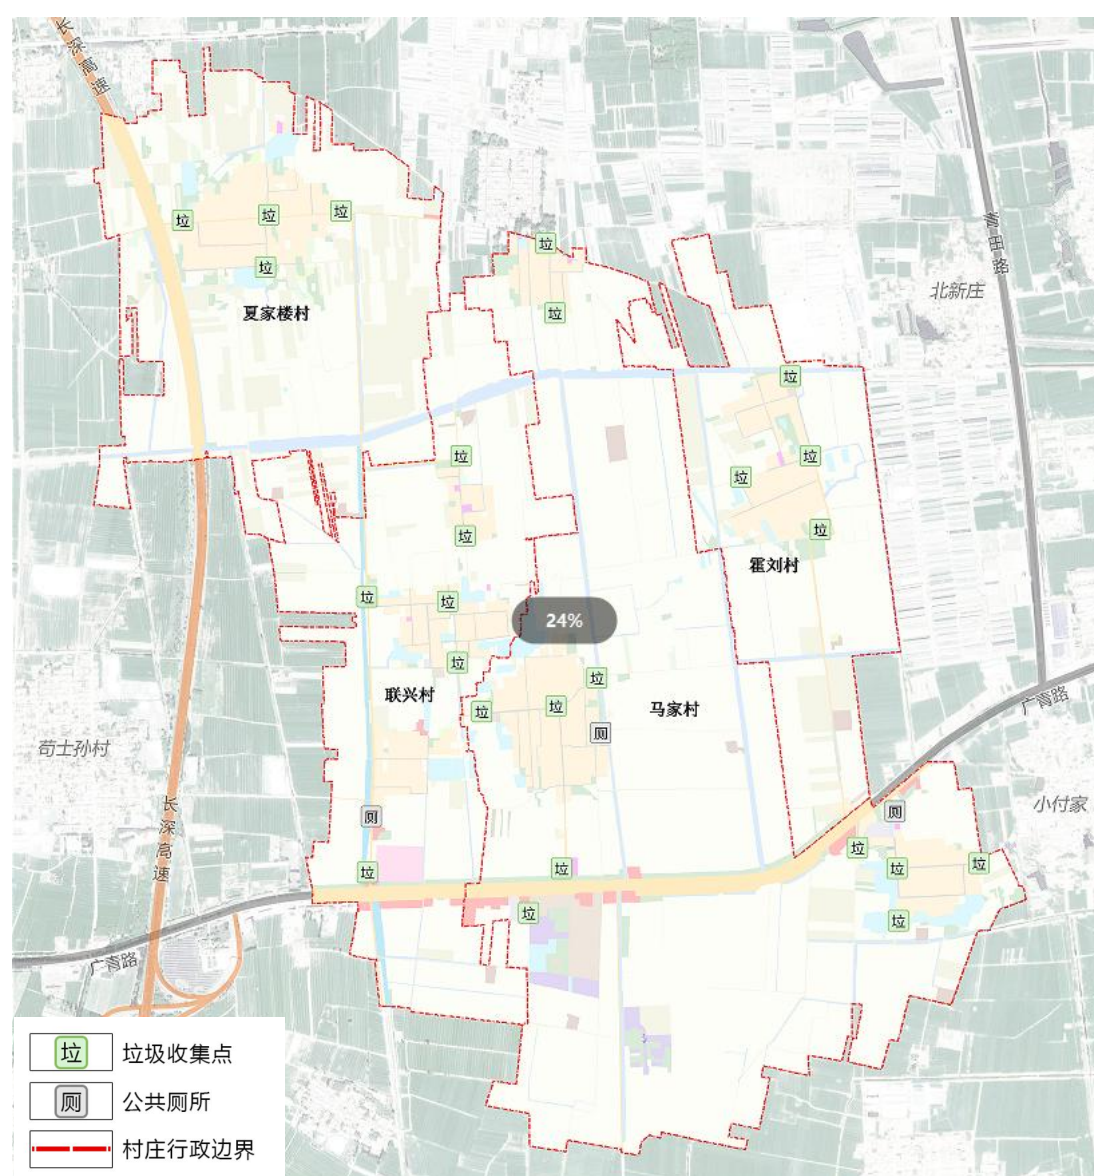 长深高速
垃
垃
垃
垃
夏家楼村
垃
垃
青田路
北新庄
垃
垃
垃
垃
垃
垃
霍刘村
垃
垃
24%
垃
联兴村
马家村
垃
垃
垃
厕
广青路
苟士孙村
长深高速
小付家
厕
厕
垃
垃
垃
垃
垃
垃
垃
广青路
垃 垃圾收集点
厕 公共厕所
村庄行政边界